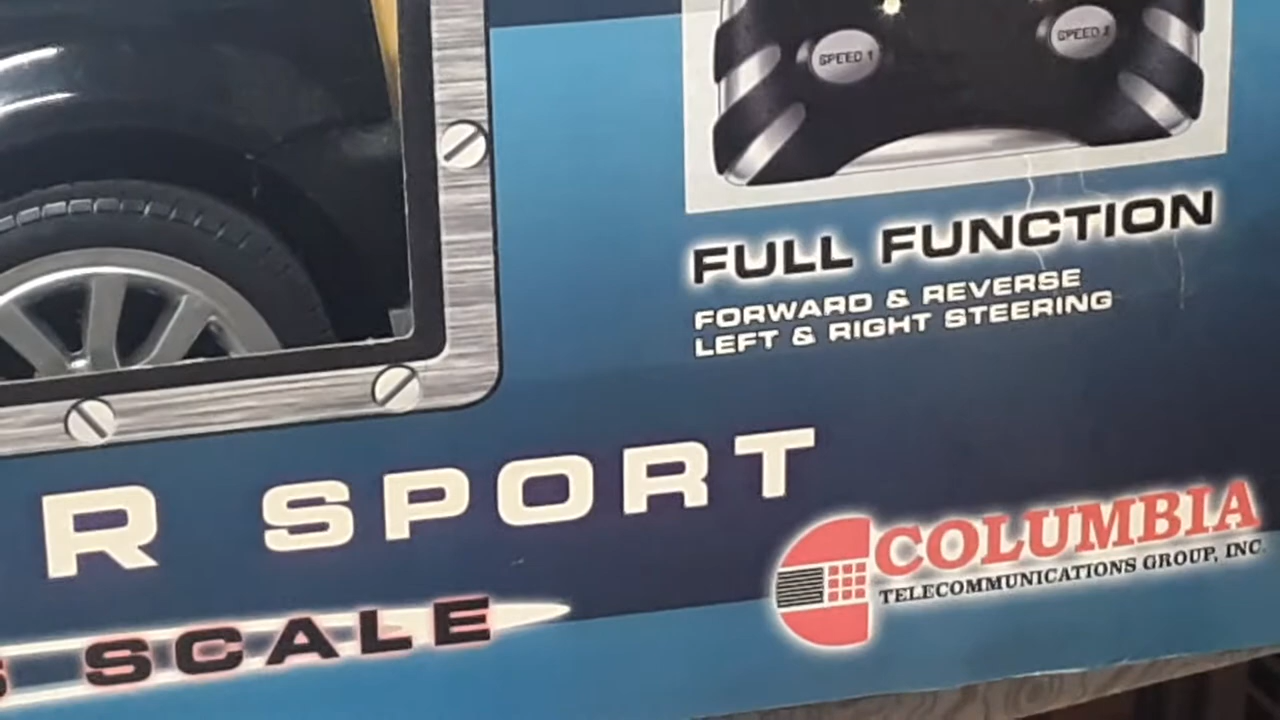 SPEED 1
SPEED 2
FULL FUNCTION
FORWARD & REVERSE
LEFT & RIGHT STEERING
R SPORT
SCALE
COLUMBIA
TELECOMMUNICATIONS GROUP, INC.